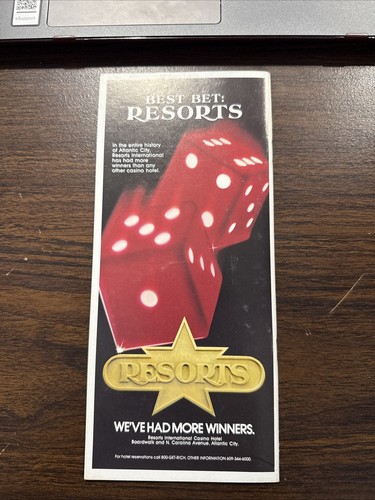 BEST BET:
RESORTS
In the entire history
of Atlantic City,
Resorts International
has had more
winners than any
other casino hotel.
RESORTS
WE'VE HAD MORE WINNERS.
Resorts International Casino Hotel
Boardwalk and N. Carolina Avenue, Atlantic City.
For hotel reservations call 800-GET-RICH. OTHER INFORMATION 609-344-6000